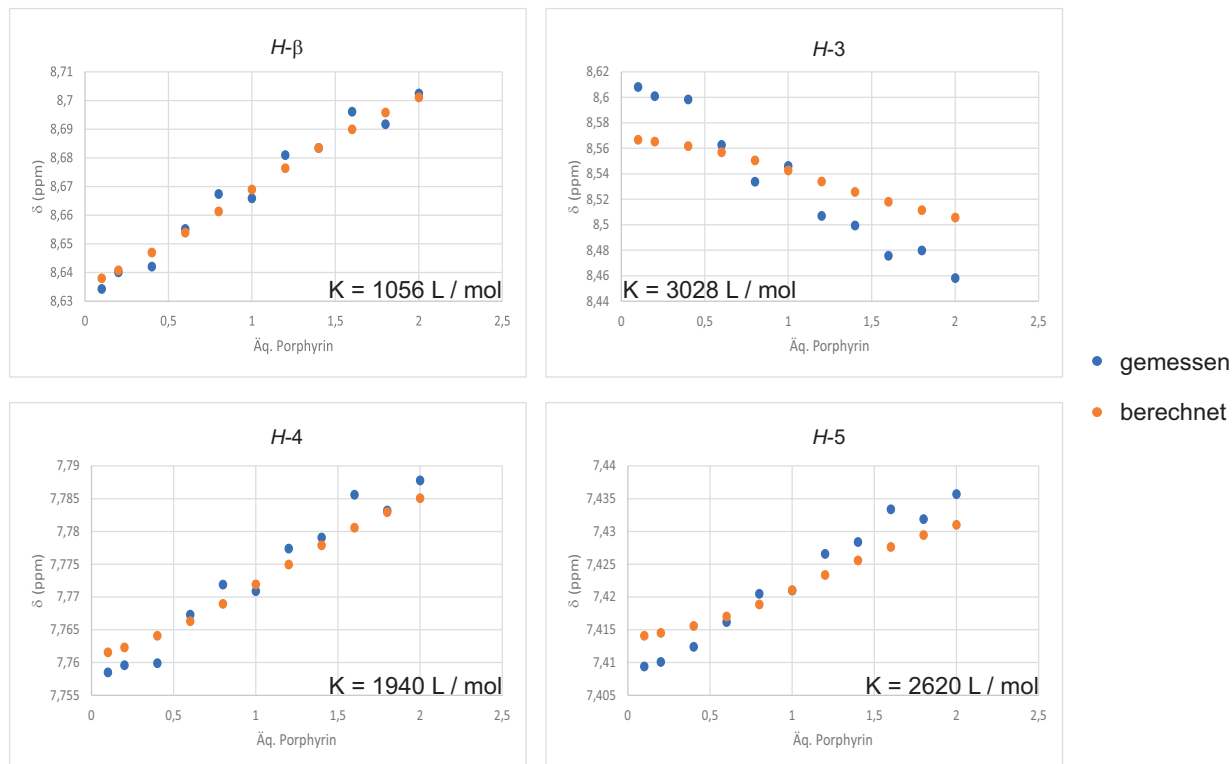 H-β
8,71
8,7
8,69
8,68
8,67
8,66
8,65
8,64
8,63
δ (ppm)
0 0,5 1 1,5 2 2,5
Äq. Porphyrin
K = 1056 L / mol
H-3
8,62
8,6
8,58
8,56
8,54
8,52
8,5
8,48
8,46
8,44
δ (ppm)
0 0,5 1 1,5 2 2,5
Äq. Porphyrin
K = 3028 L / mol
gemessen
berechnet
H-4
7,79
7,785
7,78
7,775
7,77
7,765
7,76
7,755
δ (ppm)
0 0,5 1 1,5 2 2,5
Äq. Porphyrin
K = 1940 L / mol
H-5
7,44
7,435
7,43
7,425
7,42
7,415
7,41
7,405
δ (ppm)
0 0,5 1 1,5 2 2,5
Äq. Porphyrin
K = 2620 L / mol